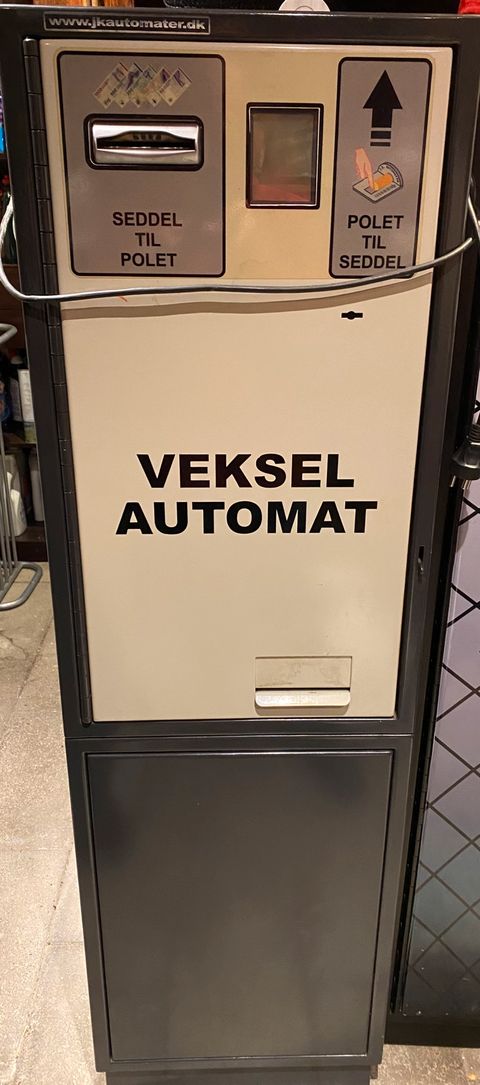 www.jkautomater.dk
SEDDEL
TIL
POLET
POLET
TIL
SEDDEL
VEKSEL
AUTOMAT